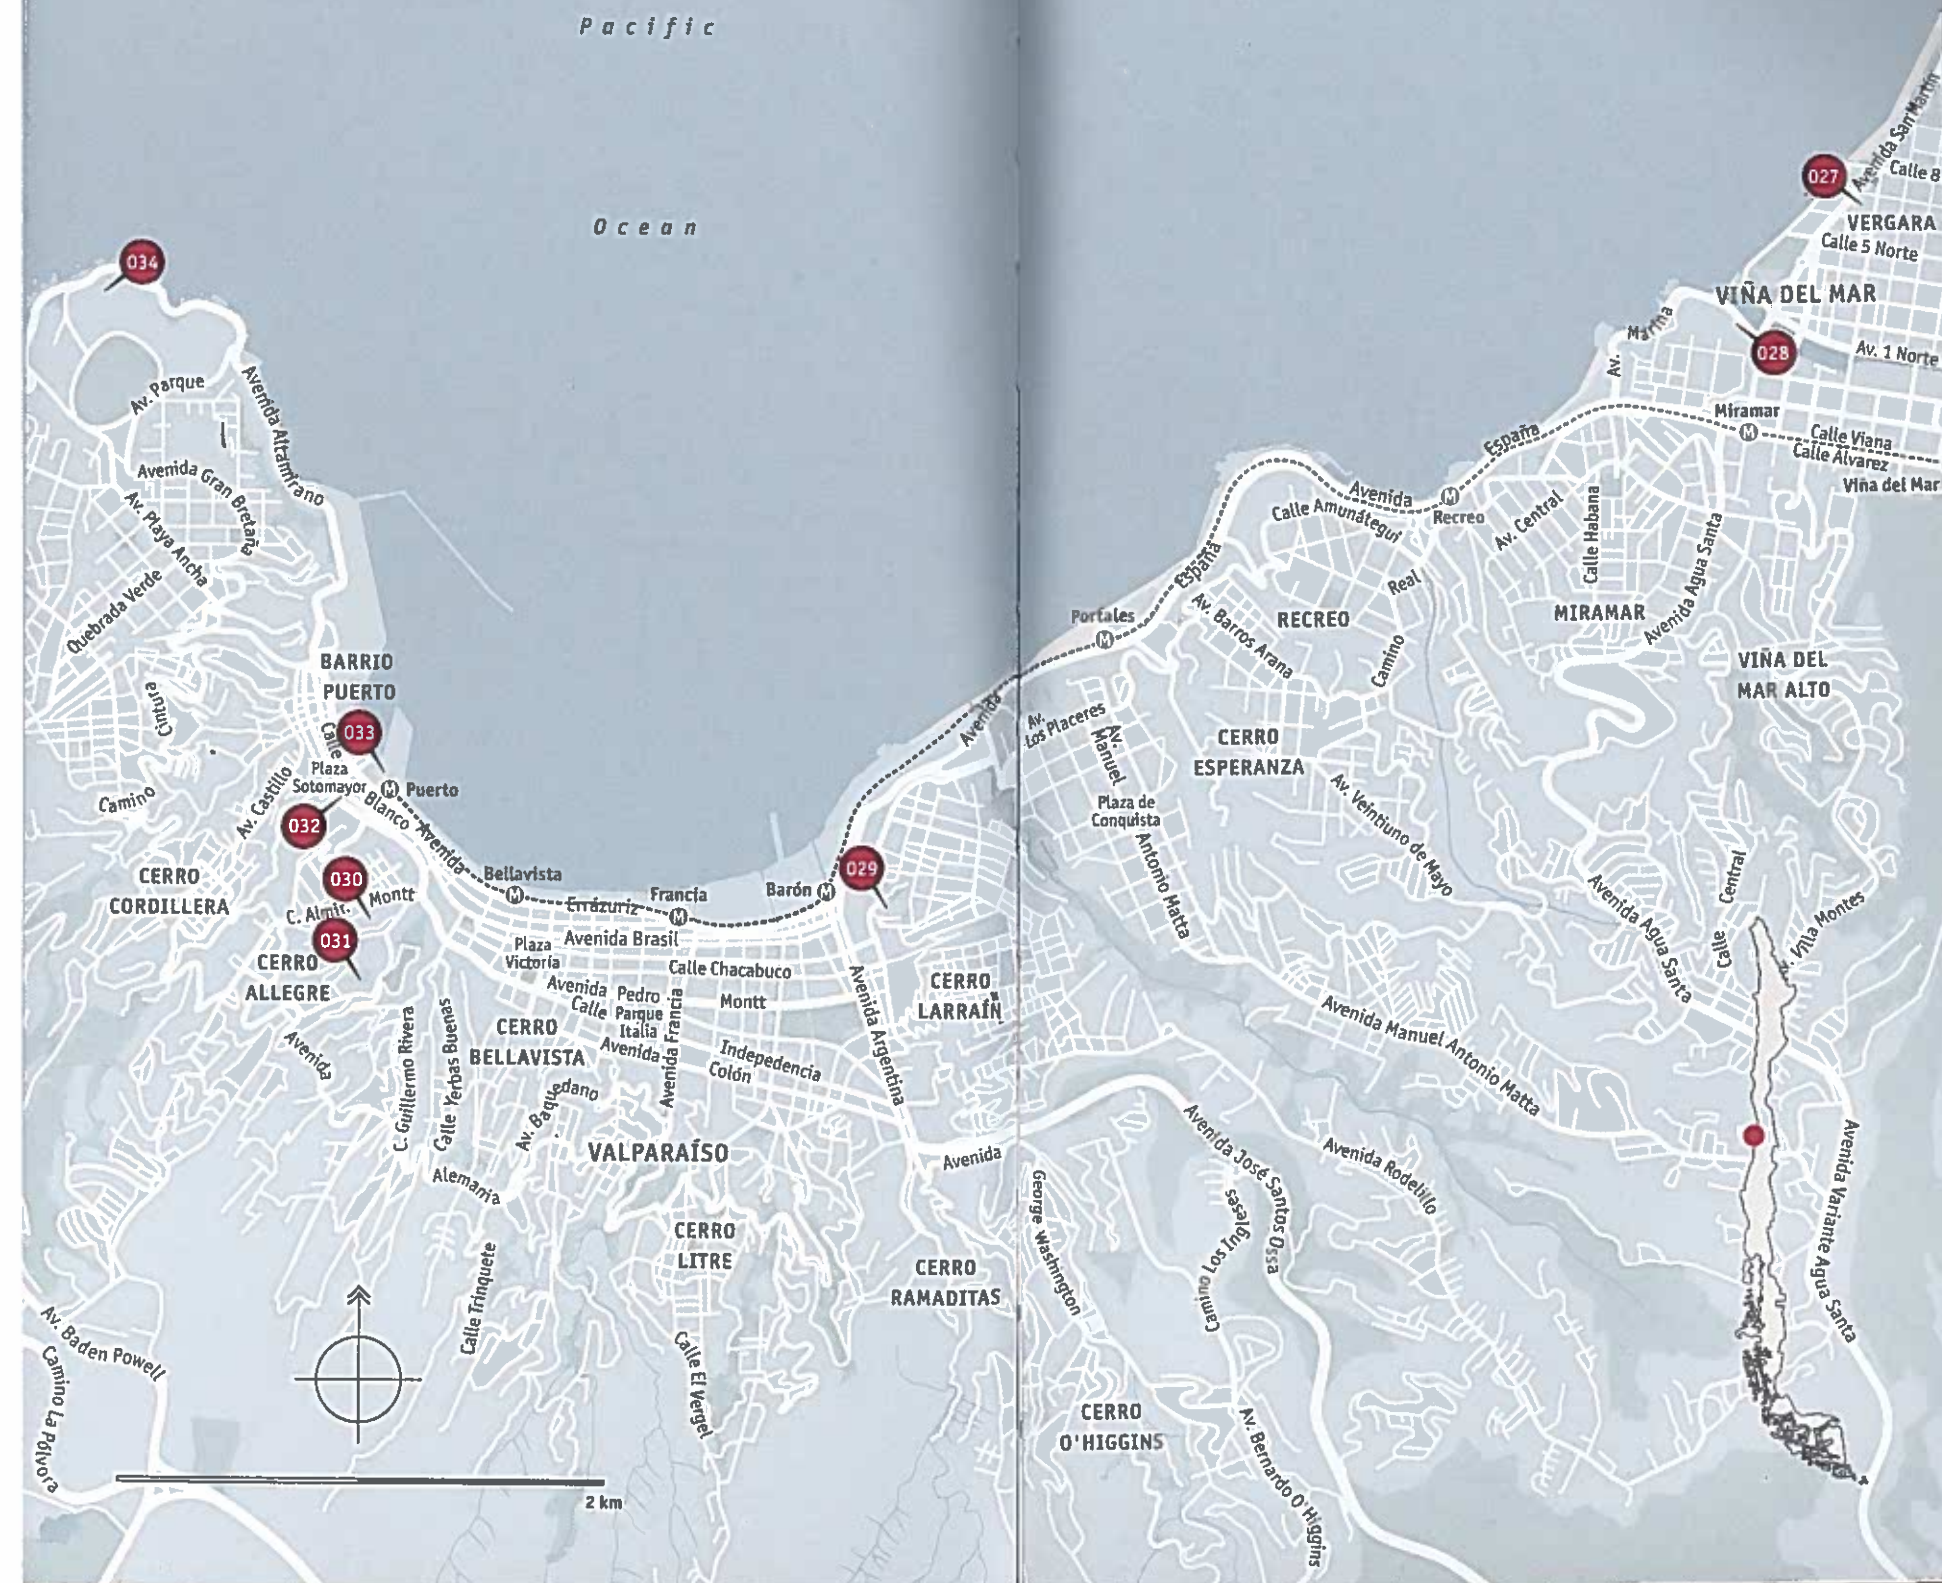 Pacific
Ocean
027
Avenida San Martín
Calle 8
VERGARA
Calle 5 Norte
034
VIÑA DEL MAR
Av. Marina
028
Av. 1 Norte
Av. Parque
Avenida Altamirano
Miramar
M
Calle Viana
Calle Álvarez
Viña del Mar
España
Avenida Gran Bretaña
Av. Playa Ancha
Avenida
M
Recreo
Calle Amunátegui
Av. Central
Calle Habana
Avenida Agua Santa
España
Quebrada Verde
Real
Camino
Portales
M
Av. Barros Arana
RECREO
MIRAMAR
BARRIO
PUERTO
VIÑA DEL
MAR ALTO
Cintura
Avenida
Av.
Los Placeres
Av.
Manuel
Antonio Matta
033
Calle
Blanco
CERRO
ESPERANZA
Plaza
Sotomayor
M
Puerto
Camino
Av. Castillo
032
Avenida
Plaza de
Conquista
Av. Veintiuno de Mayo
CERRO
CORDILLERA
030
C. Almir. Montt
Bellavista
M
Errázuriz
Francia
M
Barón
M
029
Calle Central
Av. Villa Montes
Avenida Agua Santa
031
CERRO
ALLEGRE
Plaza
Victoria
Avenida Brasil
Calle Chacabuco
Avenida Pedro Montt
Calle
Parque
Italia
Avenida Francia
Avenida Argentina
CERRO
LARRAÍN
Avenida Manuel Antonio Matta
Avenida
C. Guillermo Rivera
Calle Yerbas Buenas
CERRO
BELLAVISTA
Indepedencia
Avenida Colón
Av. Baquedano
VALPARAÍSO
Alemania
Avenida
Avenida José Santos Ossa
Avenida Rodelillo
Avenida Variante Agua Santa
George Washington
Camino Los Inglesas
CERRO
LITRE
CERRO
RAMADITAS
Calle Trinquete
Calle El Vergel
Av. Baden Powell
Camino La Pólvora
CERRO
O'HIGGINS
Av. Bernardo O'Higgins
2 km